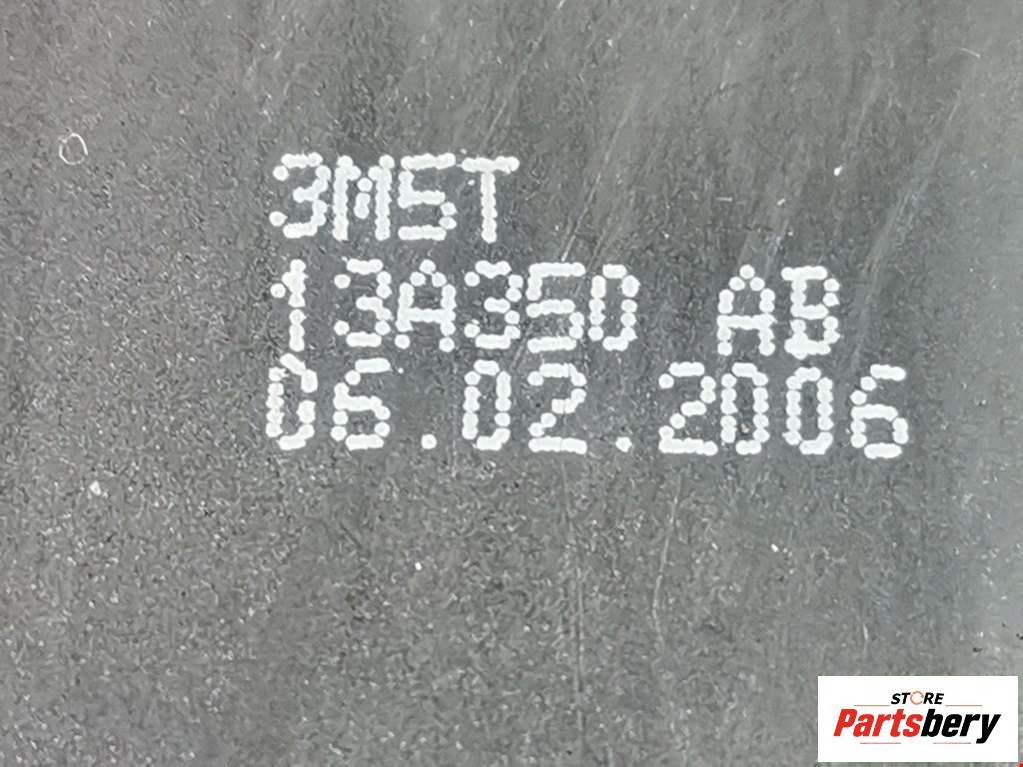 3M5T
13A350 AB
06.02.2006
STORE
Partsbery